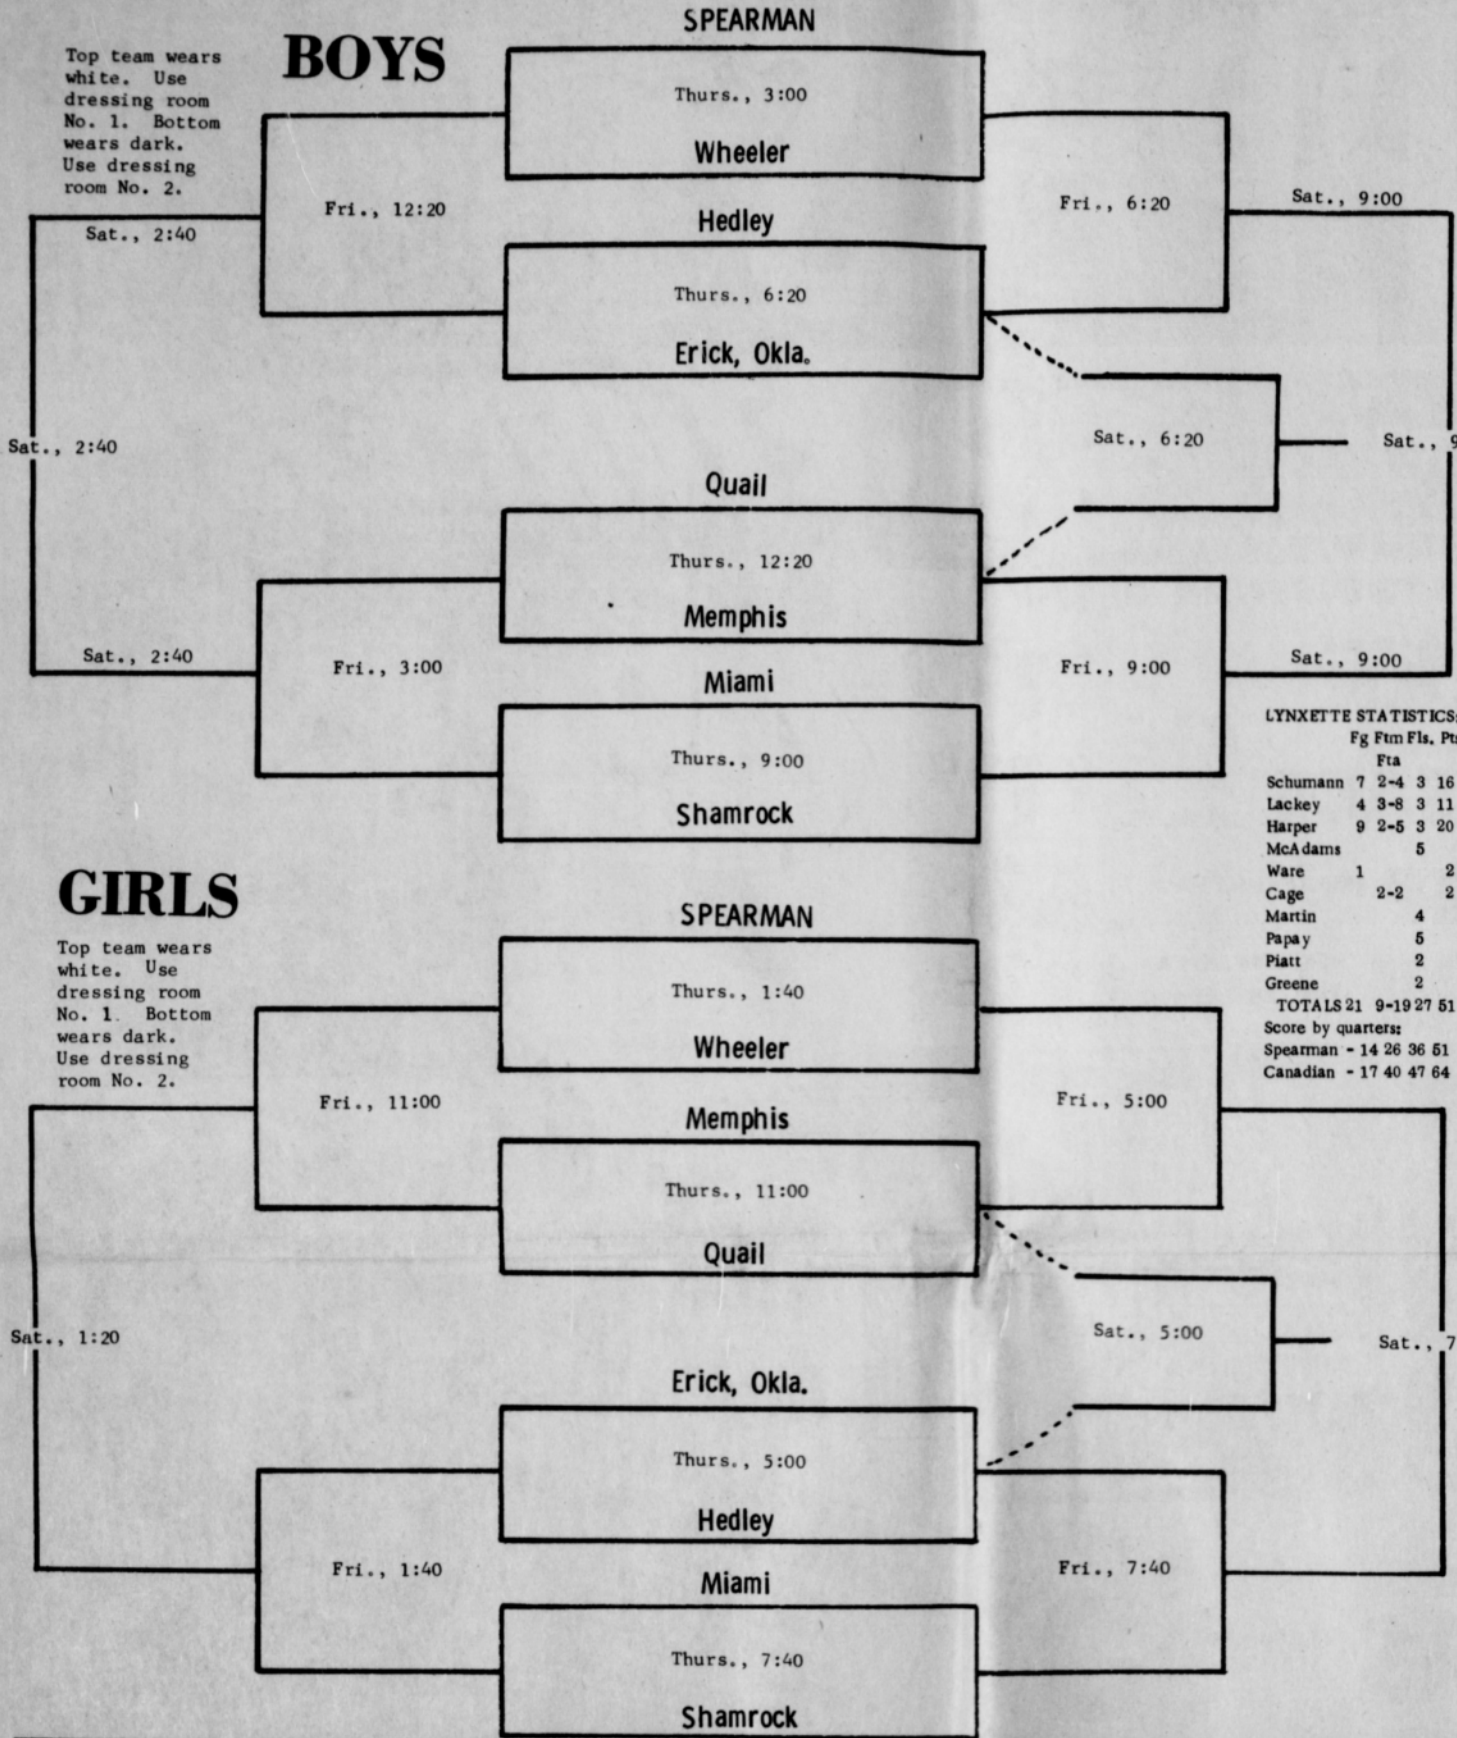 BOYS
Top team wears
white. Use
dressing room
No. 1. Bottom
wears dark.
Use dressing
room No. 2.
SPEARMAN
Thurs., 3:00
Wheeler
Hedley
Thurs., 6:20
Erick, Okla.
Quail
Thurs., 12:20
Memphis
Miami
Thurs., 9:00
Shamrock
Fri., 12:20
Sat., 2:40
Sat., 2:40
Sat., 2:40
Fri., 3:00
Fri., 6:20
Sat., 9:00
Sat., 6:20
Sat., 9
Fri., 9:00
Sat., 9:00
LYNXETTE STATISTICS:
Fg Ftm Fls. Pts
Fta
Schumann 7 2-4 3 16
Lackey 4 3-8 3 11
Harper 9 2-5 3 20
McAdams 5
Ware 1 2
Cage 2-2 2
Martin 4
Papay 5
Piatt 2
Greene 2
TOTALS 21 9-19 27 51
Score by quarters:
Spearman - 14 26 36 51
Canadian - 17 40 47 64
GIRLS
Top team wears
white. Use
dressing room
No. 1. Bottom
wears dark.
Use dressing
room No. 2.
SPEARMAN
Thurs., 1:40
Wheeler
Memphis
Thurs., 11:00
Quail
Erick, Okla.
Thurs., 5:00
Hedley
Miami
Thurs., 7:40
Shamrock
Fri., 11:00
Sat., 1:20
Fri., 1:40
Fri., 5:00
Sat., 5:00
Sat., 7
Fri., 7:40